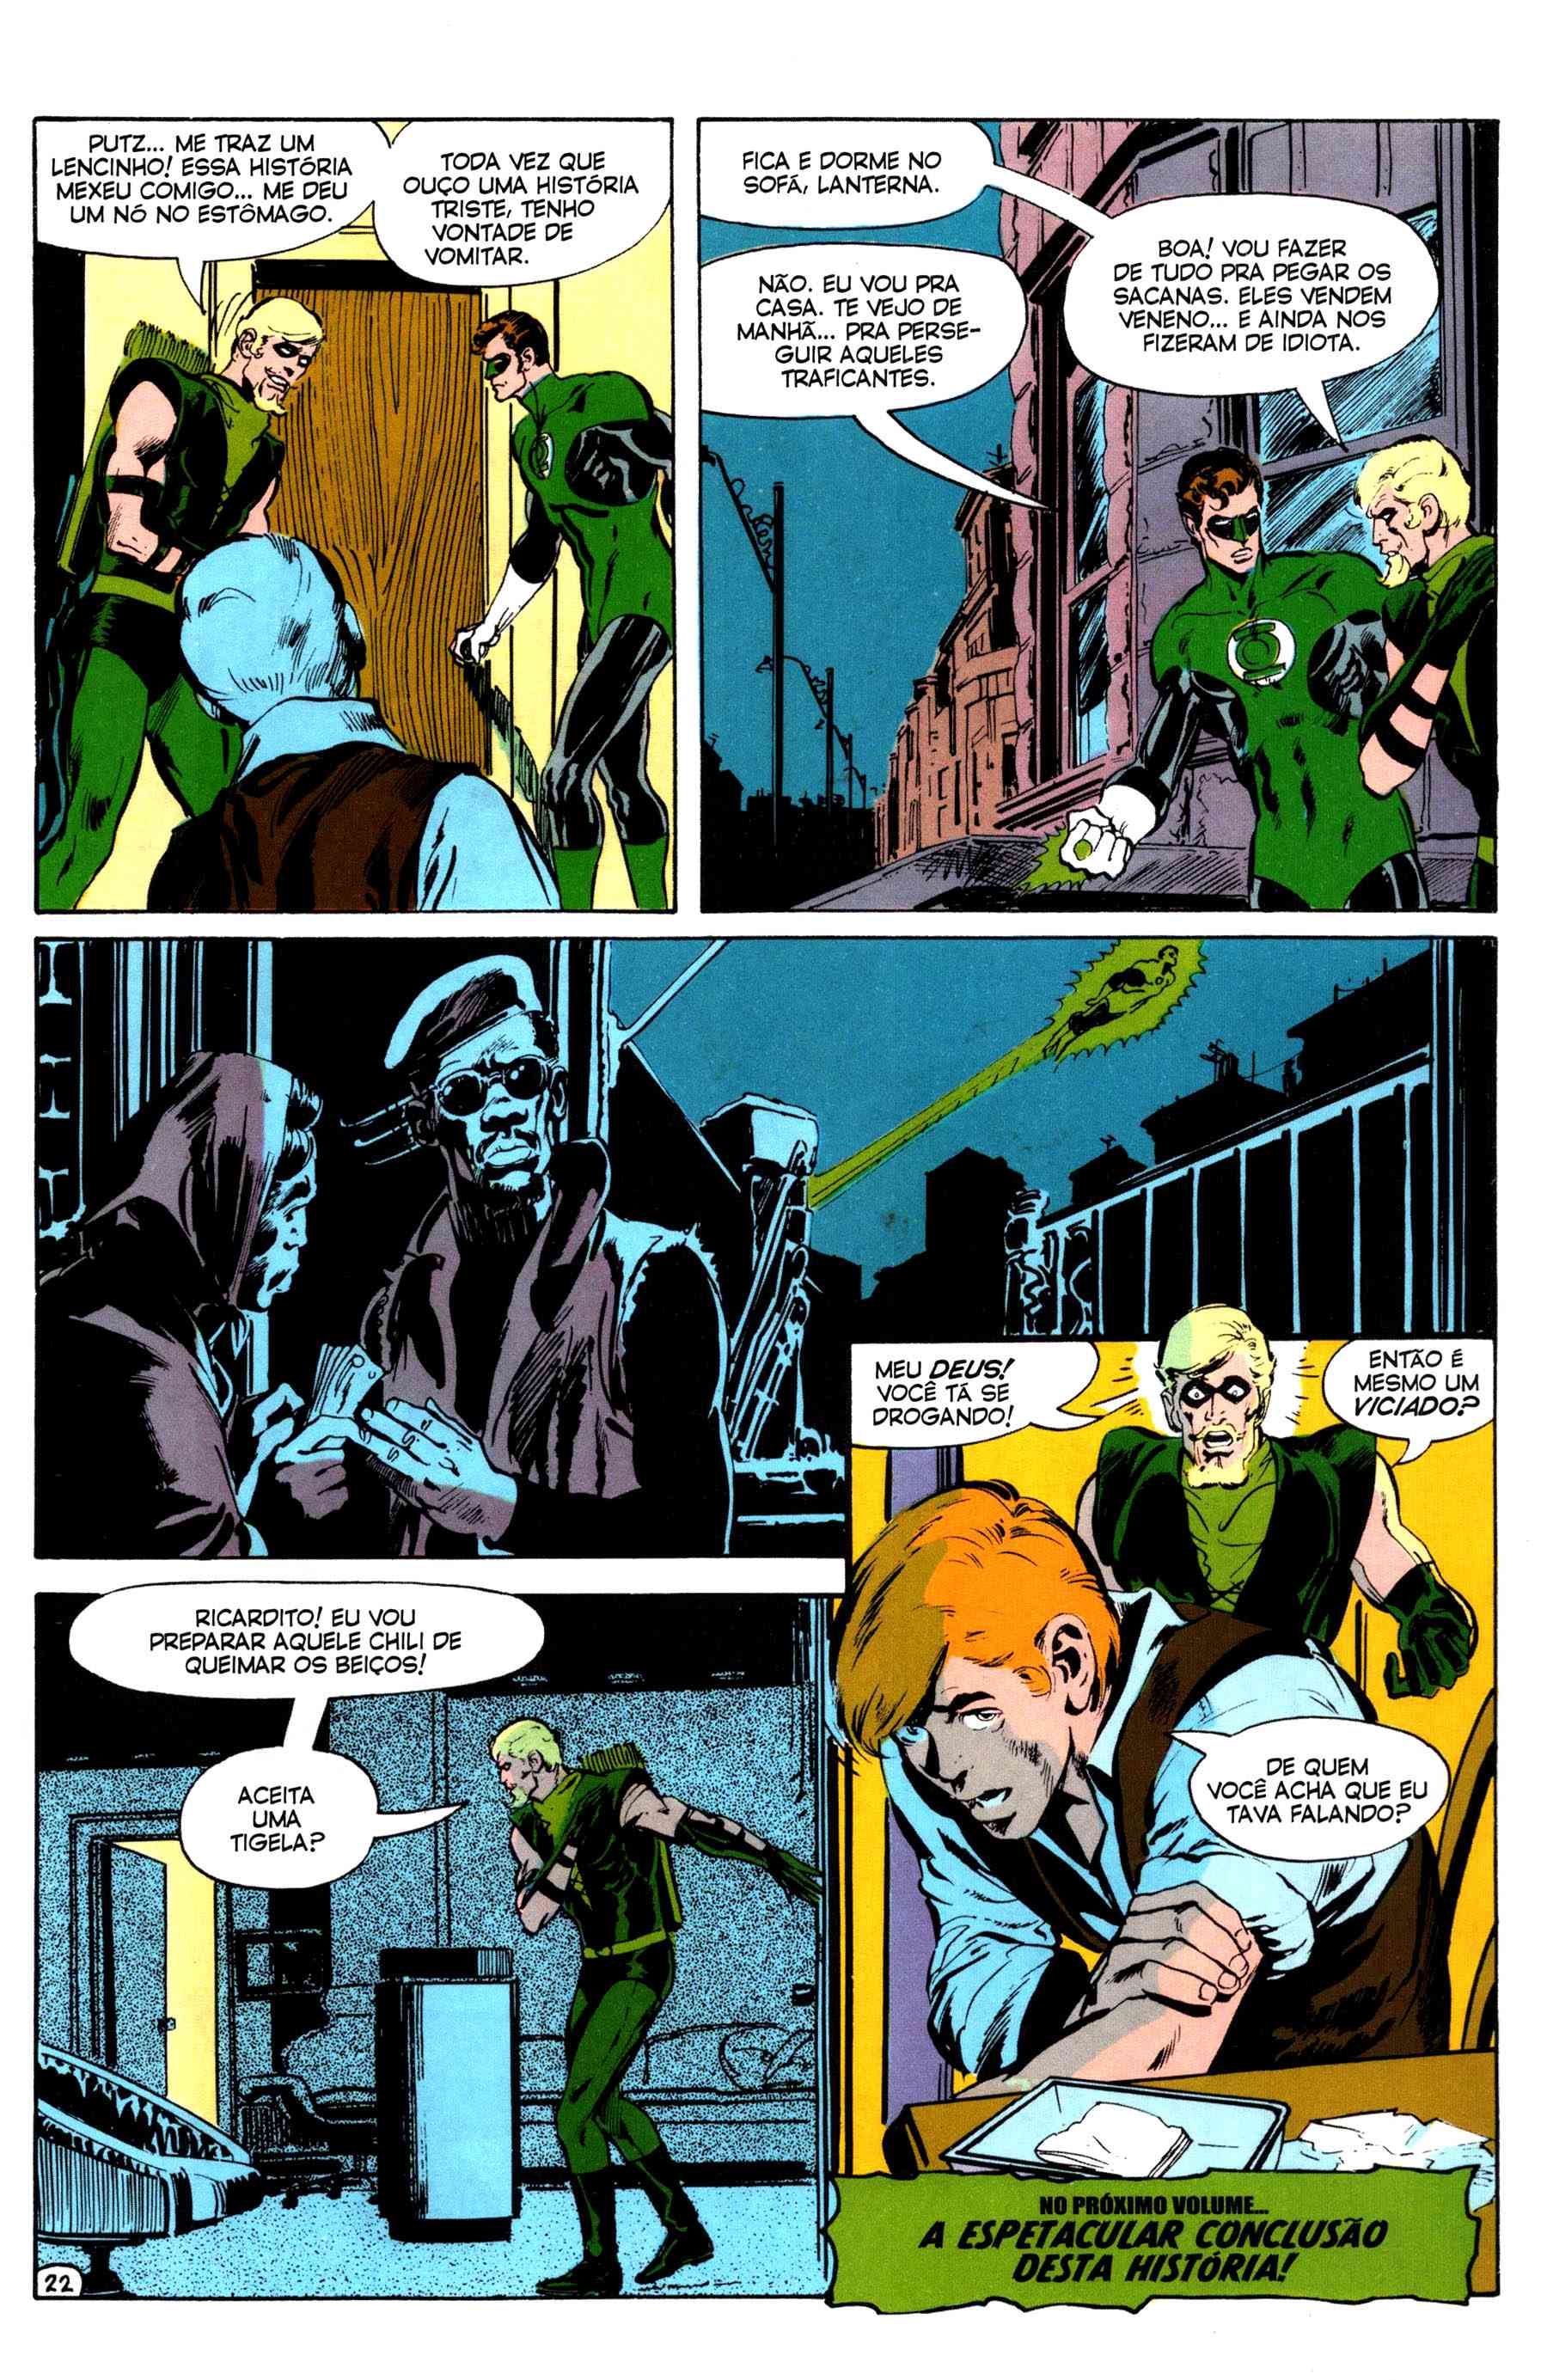 PUTZ... ME TRAZ UM
LENCINHO! ESSA HISTÓRIA
MEXEU COMIGO... ME DEU
UM NÓ NO ESTÔMAGO.
TODA VEZ QUE
OUÇO UMA HISTÓRIA
TRISTE, TENHO
VONTADE DE
VOMITAR.
FICA E DORME NO
SOFÁ, LANTERNA.
NÃO. EU VOU PRA
CASA. TE VEJO DE
MANHÃ... PRA PERSE-
GUIR AQUELES
TRAFICANTES.
BOA! VOU FAZER
DE TUDO PRA PEGAR OS
SACANAS. ELES VENDEM
VENENO... E AINDA NOS
FIZERAM DE IDIOTA.
RICARDITO! EU VOU
PREPARAR AQUELE CHILI DE
QUEIMAR OS BEIÇOS!
ACEITA
UMA
TIGELA?
MEU DEUS!
VOCÊ TÁ SE
DROGANDO!
ENTÃO É
MESMO UM
VICIADO?
DE QUEM
VOCÊ ACHA QUE EU
TAVA FALANDO?
NO PRÓXIMO VOLUME...
A ESPETACULAR CONCLUSÃO
DESTA HISTÓRIA!
22